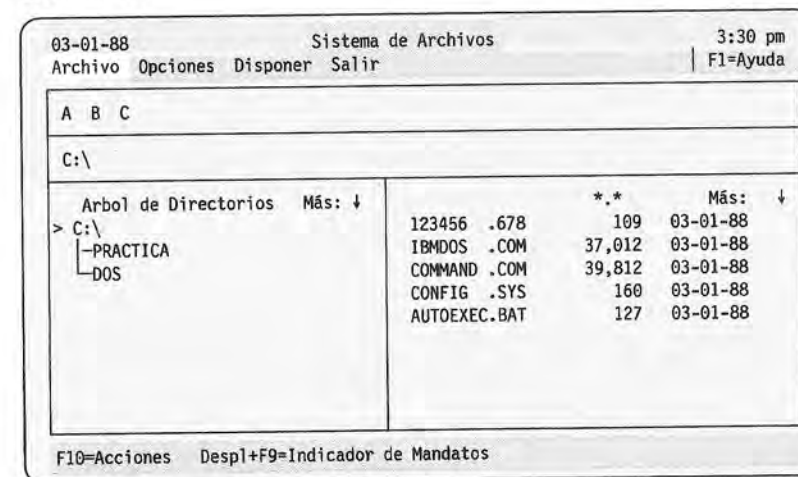 03-01-88 Sistema de Archivos 3:30 pm
Archivo Opciones Disponer Salir | F1=Ayuda
A B C
C:\
Arbol de Directorios Más: ↓ *.* Más: ↓
> C:\ 123456 .678 109 03-01-88
├─PRACTICA IBMDOS .COM 37,012 03-01-88
└─DOS COMMAND .COM 39,812 03-01-88
CONFIG .SYS 160 03-01-88
AUTOEXEC.BAT 127 03-01-88
F10=Acciones Despl+F9=Indicador de Mandatos